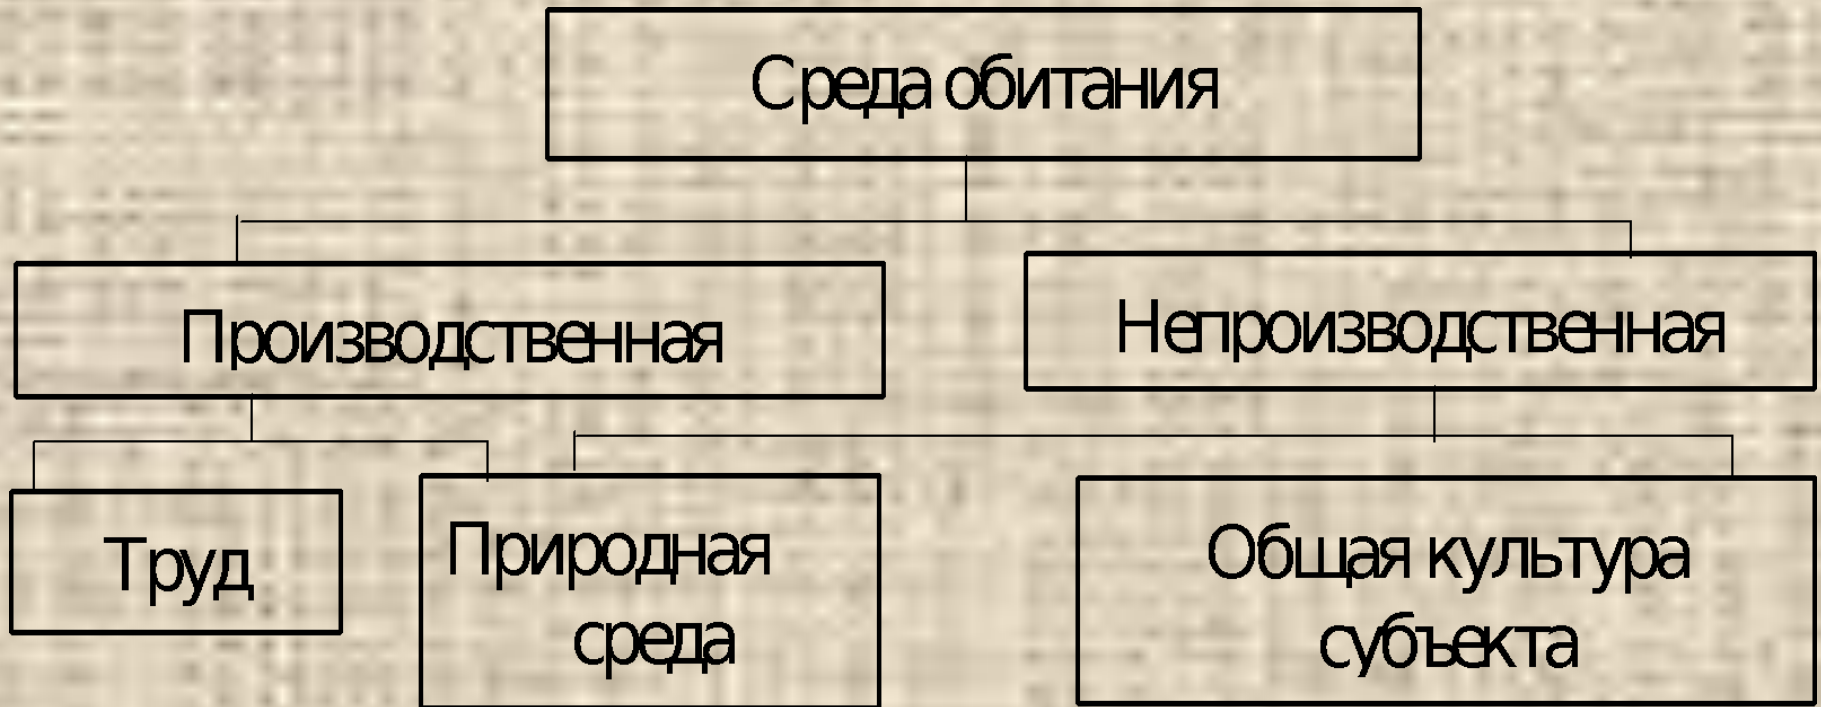 Среда обитания
Производственная
Непроизводственная
Труд
Природная
среда
Общая культура
субъекта